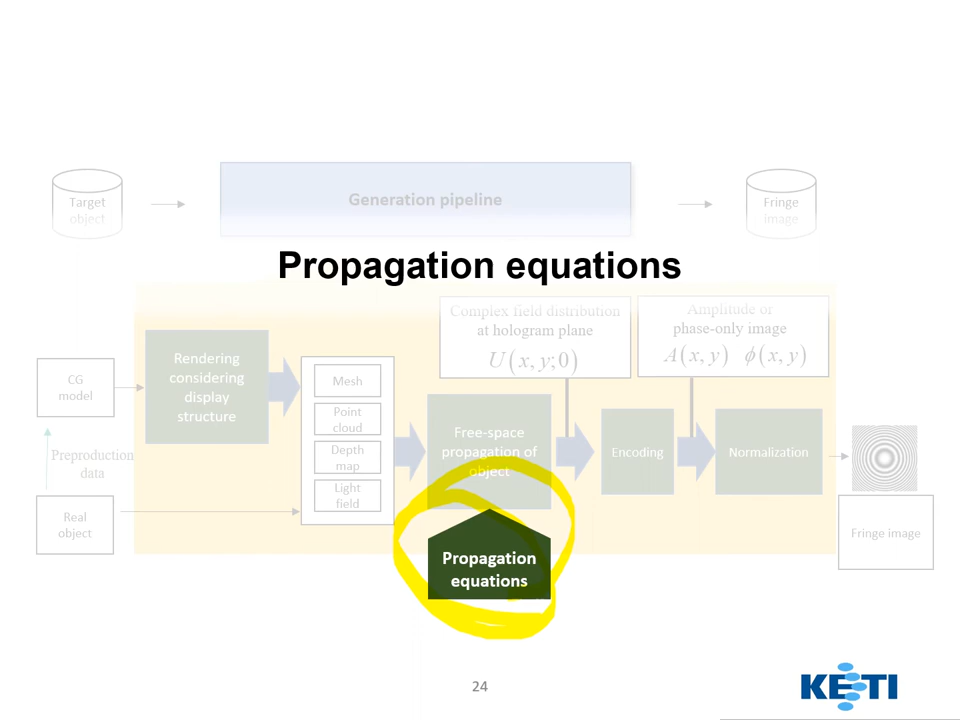 Target
object
Generation pipeline
Fringe
image
Propagation equations
Complex field distribution
at hologram plane
U(x, y;0)
Amplitude or
phase-only image
A(x, y) ϕ(x, y)
Rendering
considering
display
structure
CG
model
Mesh
Point
cloud
Depth
map
Light
field
Free-space
propagation of
object
Encoding
Normalization
Preproduction
data
Real
object
Fringe image
Propagation
equations
24
KETI